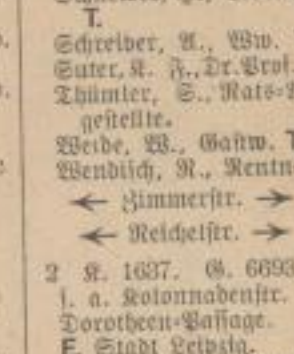 T.
Schreiber, A., Ww.
Suter, K. F., Dr. Prof.
Thümler, S., Rats=
gestellte.
Weide, W., Gastw. T
Wendisch, R., Rentn
← Zimmerstr. →
← Reichelstr. →
2 K. 1637. G. 6693
s. a. Kolonnadenstr.
Dorotheen=Passage.
E. Stadt Leipzig.